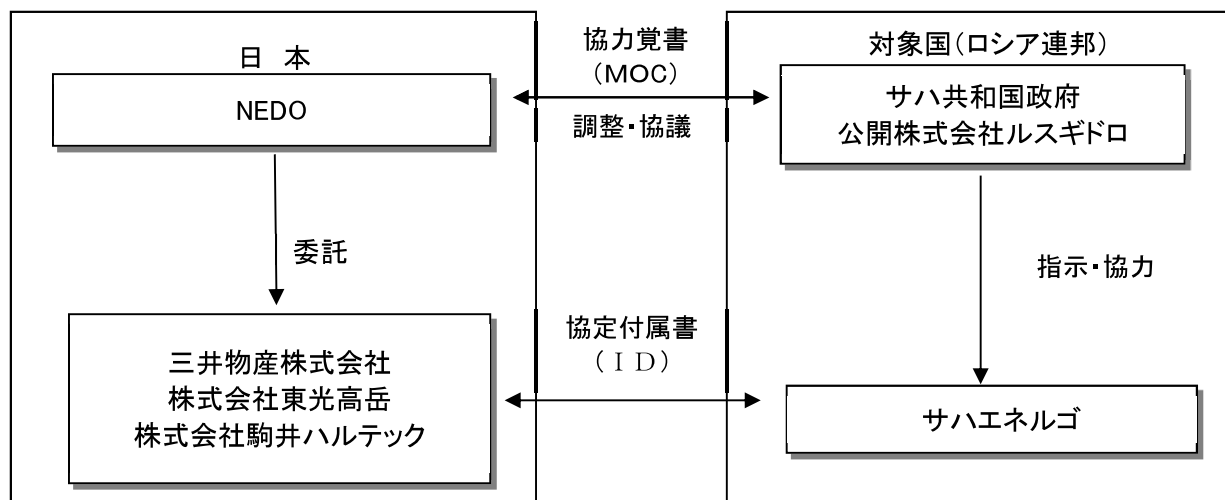 日 本
NEDO
委託
三井物産株式会社
株式会社東光高岳
株式会社駒井ハルテック
協力覚書
(MOC)
調整・協議
協定付属書
(ＩＤ)
対象国(ロシア連邦)
サハ共和国政府
公開株式会社ルスギドロ
指示・協力
サハエネルゴ